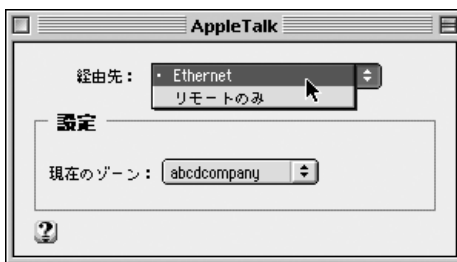 AppleTalk
経由先： ・ Ethernet
リモートのみ
設定
現在のゾーン： abcdcompany
?